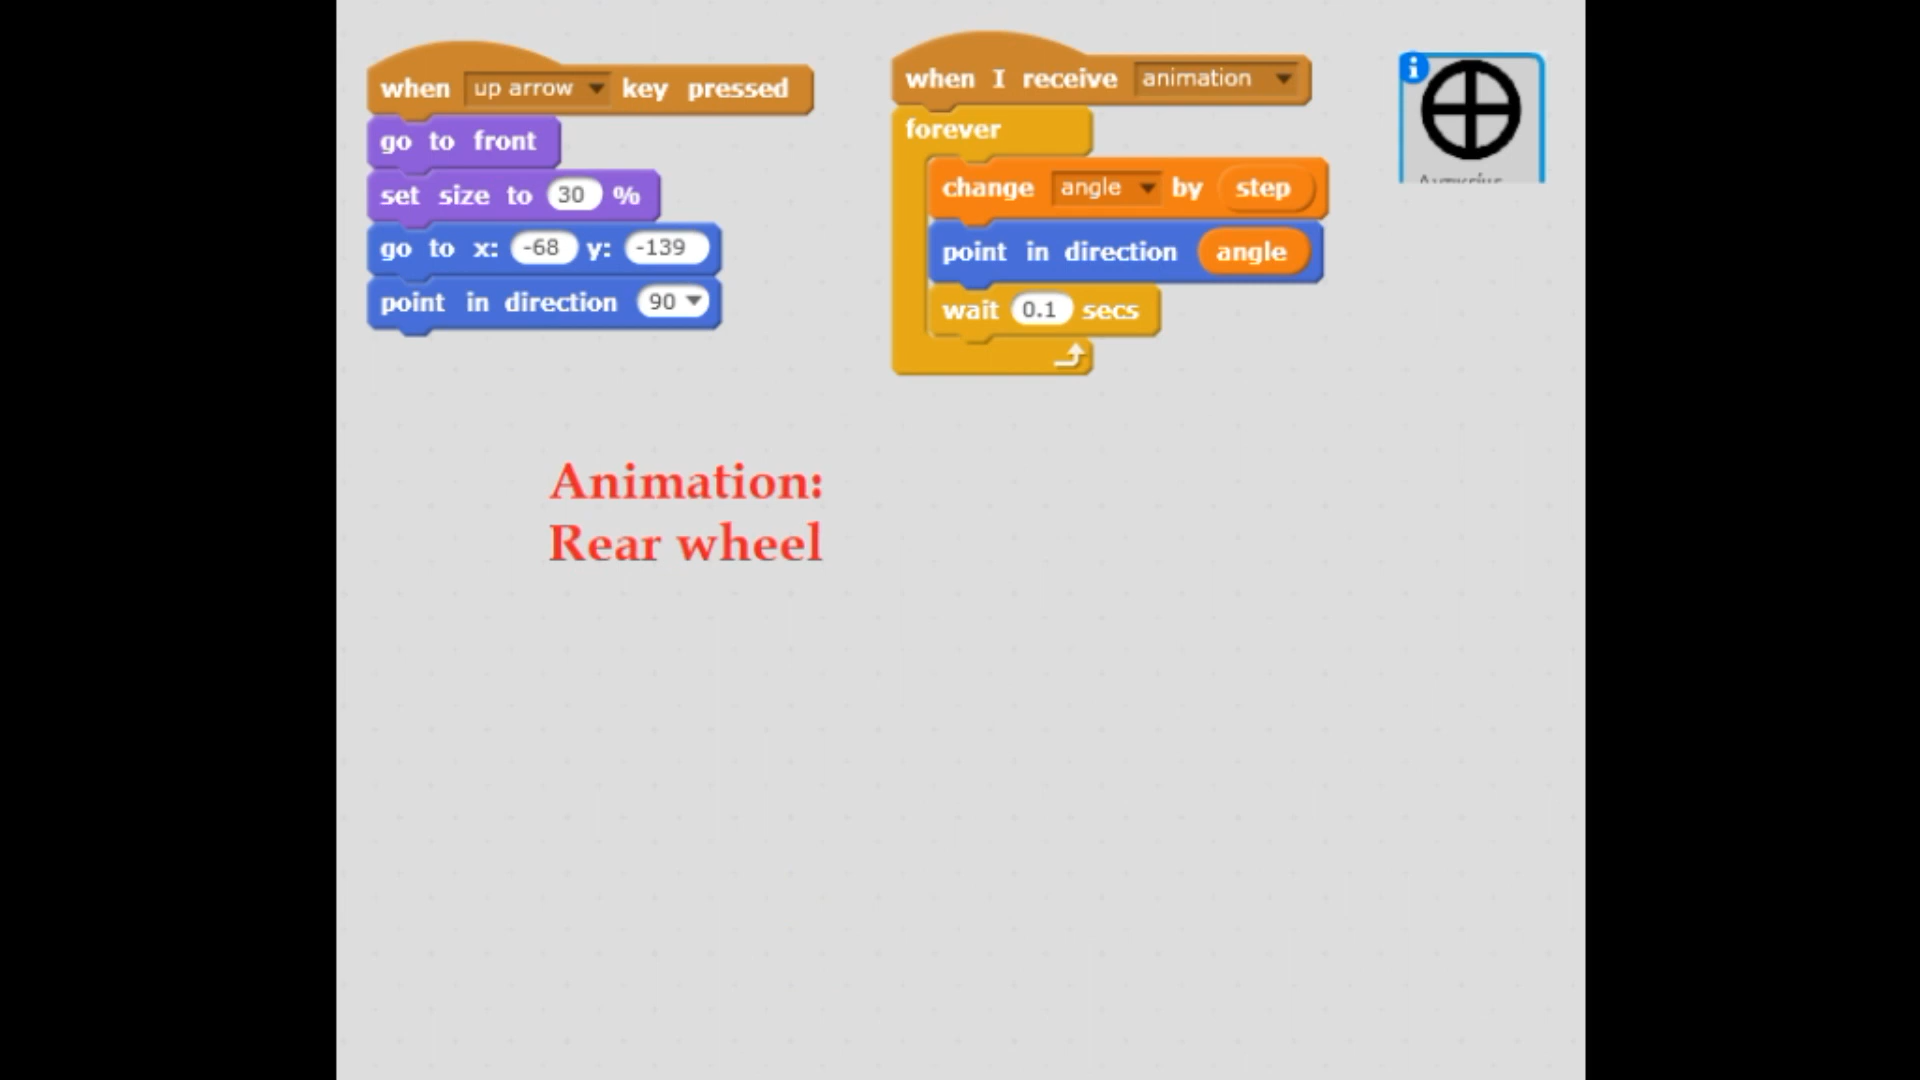 when up arrow key pressed
go to front
set size to 30 %
go to x: -68 y: -139
point in direction 90
when I receive animation
forever
change angle by step
point in direction angle
wait 0.1 secs
i
Animation:
Rear wheel